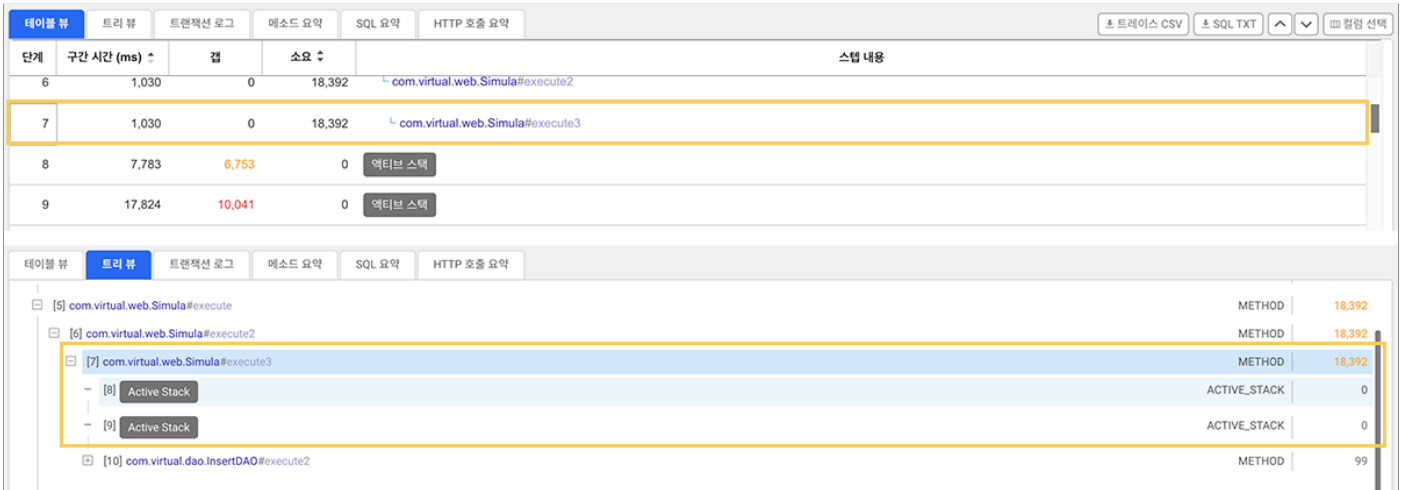 테이블 뷰 트리 뷰 트랜잭션 로그 메소드 요약 SQL 요약 HTTP 호출 요약 트레이스 CSV SQL TXT 컬럼 선택
단계 구간 시간 (ms) 갭 소요 스텝 내용
6 1,030 0 18,392 com.virtual.web.Simula#execute2
7 1,030 0 18,392 com.virtual.web.Simula#execute3
8 7,783 6,753 0 액티브 스택
9 17,824 10,041 0 액티브 스택
테이블 뷰 트리 뷰 트랜잭션 로그 메소드 요약 SQL 요약 HTTP 호출 요약
[5] com.virtual.web.Simula#execute METHOD 18,392
[6] com.virtual.web.Simula#execute2 METHOD 18,392
[7] com.virtual.web.Simula#execute3 METHOD 18,392
[8] Active Stack ACTIVE_STACK 0
[9] Active Stack ACTIVE_STACK 0
[10] com.virtual.dao.InsertDAO#execute2 METHOD 99